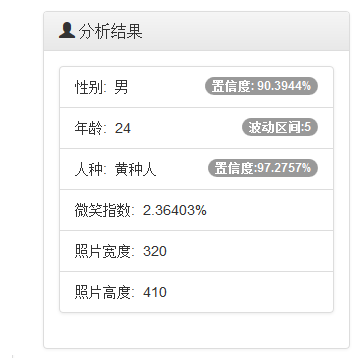 分析结果
性别: 男 置信度: 90.3944%
年龄: 24 波动区间:5
人种: 黄种人 置信度:97.2757%
微笑指数: 2.36403%
照片宽度: 320
照片高度: 410